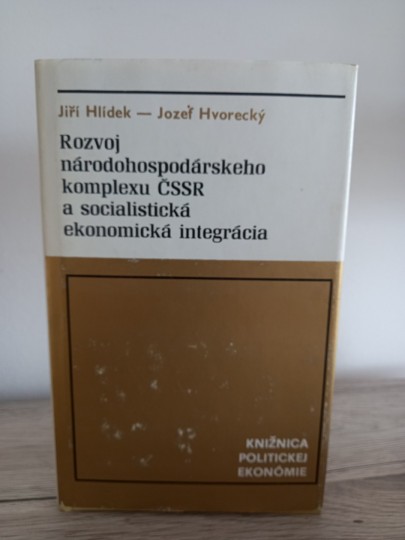 Jiří Hlídek — Jozef Hvorecký
Rozvoj
národohospodárskeho
komplexu ČSSR
a socialistická
ekonomická integrácia
KNIŽNICA
POLITICKEJ
EKONÓMIE